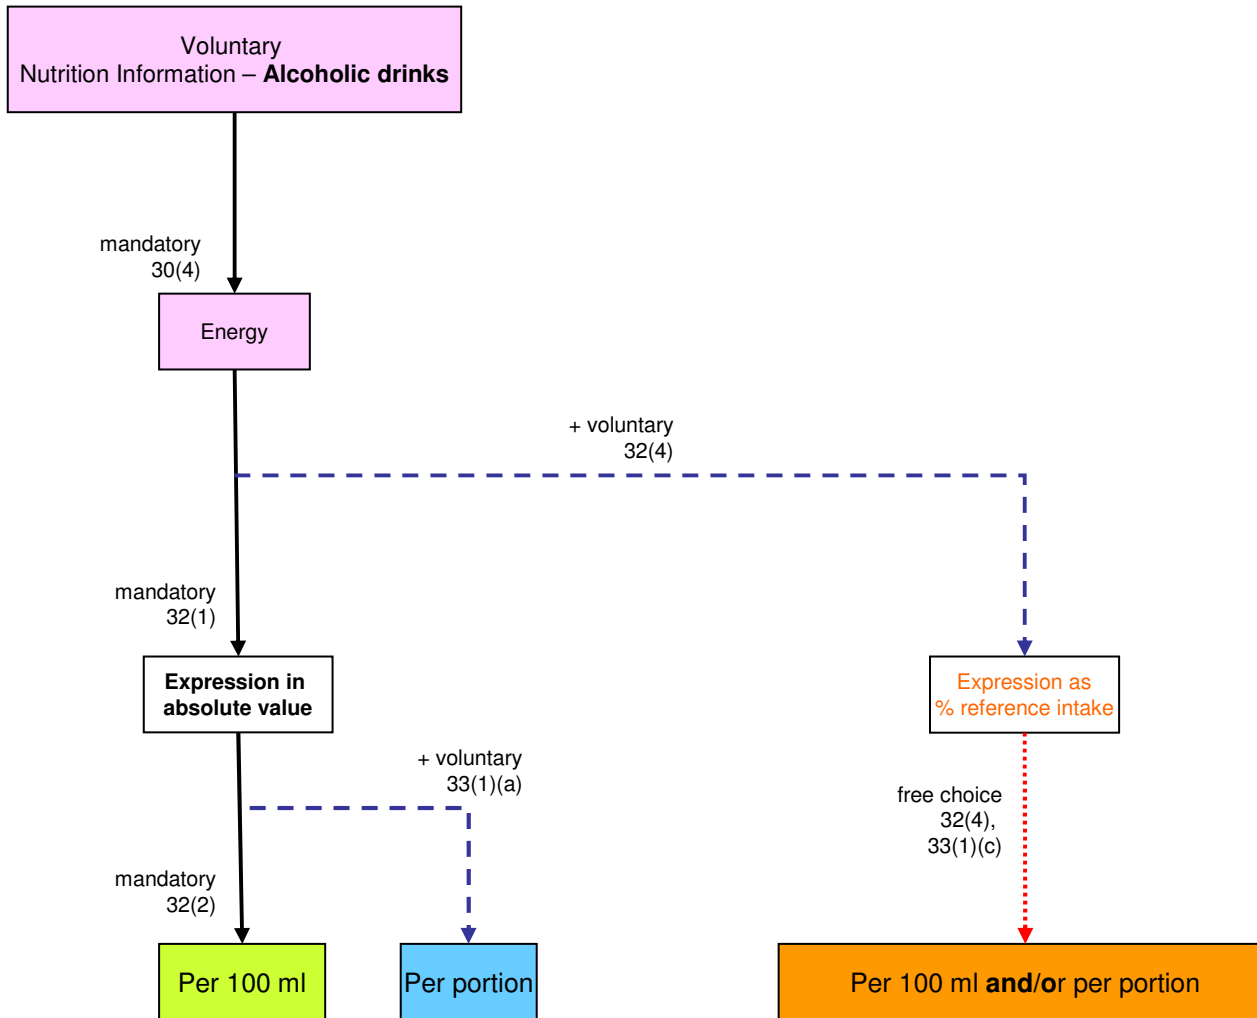 Voluntary
Nutrition Information – Alcoholic drinks
mandatory
30(4)
Energy
+ voluntary
32(4)
mandatory
32(1)
Expression in
absolute value
Expression as
% reference intake
+ voluntary
33(1)(a)
free choice
32(4),
33(1)(c)
mandatory
32(2)
Per 100 ml
Per portion
Per 100 ml and/or per portion